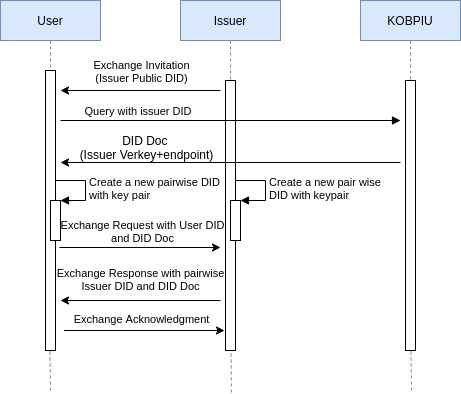 User
Issuer
KOBPIU
Exchange Invitation
(Issuer Public DID)
Query with issuer DID
DID Doc
(Issuer Verkey+endpoint)
Create a new pairwise DID
with key pair
Create a new pair wise
DID with keypair
Exchange Request with User DID
and DID Doc
Exchange Response with pairwise
Issuer DID and DID Doc
Exchange Acknowledgment